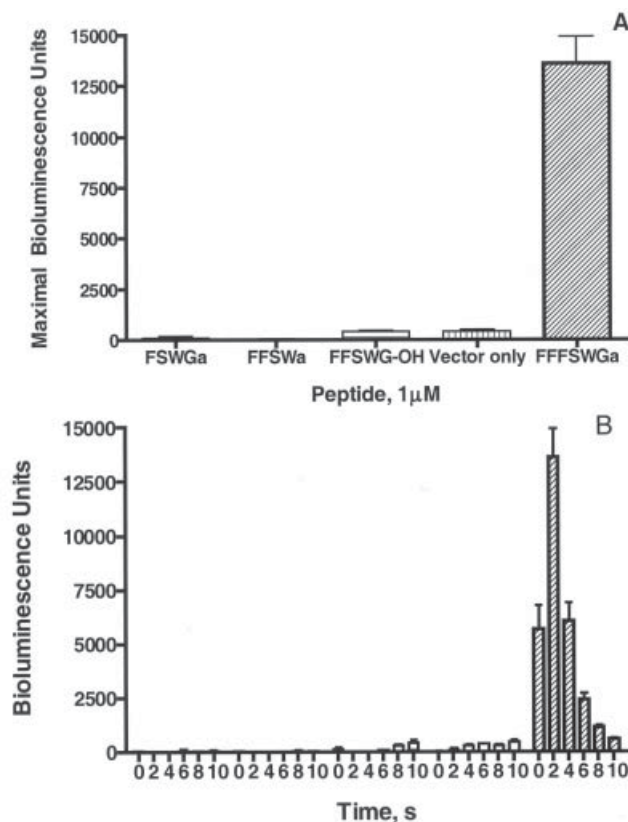 A
Maximal Bioluminescence Units
15000
12500
10000
7500
5000
2500
0
FSWGa FFSWa FFSWG-OH Vector only FFFSWGa
Peptide, 1μM
B
Bioluminescence Units
15000
12500
10000
7500
2500
0
0 2 4 6 8 10 0 2 4 6 8 10 0 2 4 6 8 10 0 2 4 6 8 10 0 2 4 6 8 10
Time, s